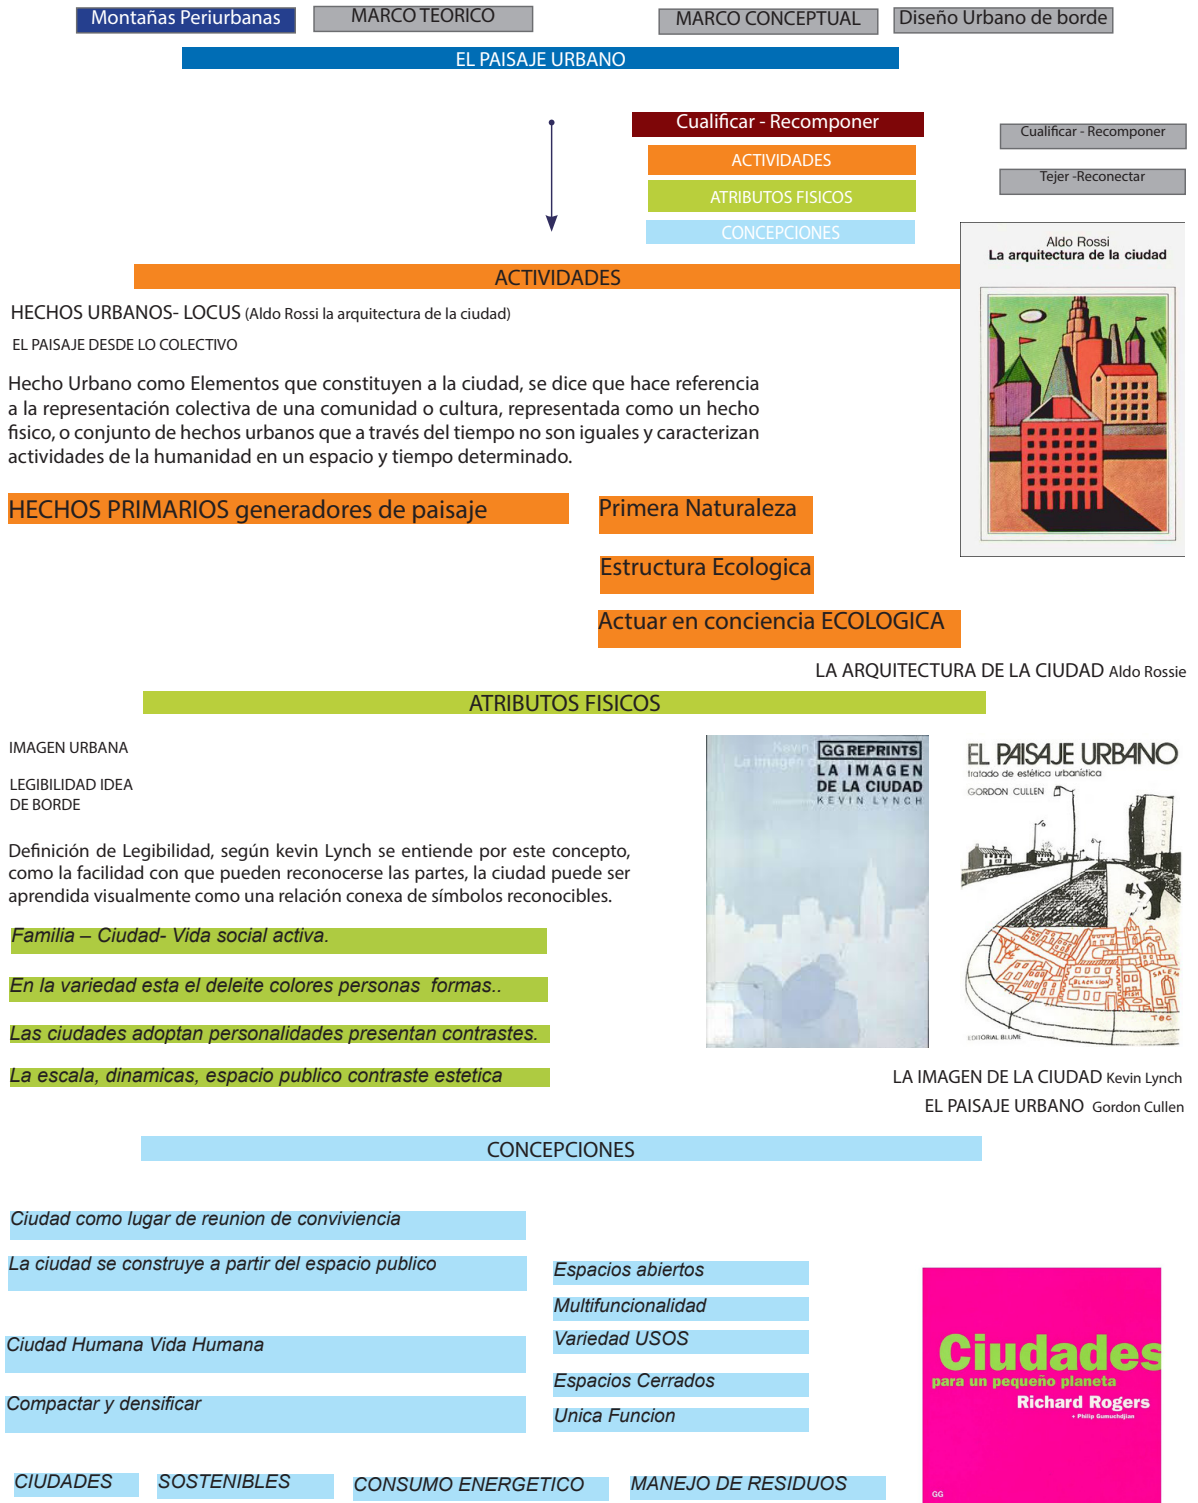 Montañas Periurbanas
MARCO TEORICO
MARCO CONCEPTUAL
Diseño Urbano de borde
EL PAISAJE URBANO
Cualificar - Recomponer
ACTIVIDADES
ATRIBUTOS FISICOS
CONCEPCIONES
Cualificar - Recomponer
Tejer -Reconectar
ACTIVIDADES
Aldo Rossi
La arquitectura de la ciudad
HECHOS URBANOS- LOCUS (Aldo Rossi la arquitectura de la ciudad)
EL PAISAJE DESDE LO COLECTIVO
Hecho Urbano como Elementos que constituyen a la ciudad, se dice que hace referencia
a la representación colectiva de una comunidad o cultura, representada como un hecho
fisico, o conjunto de hechos urbanos que a través del tiempo no son iguales y caracterizan
actividades de la humanidad en un espacio y tiempo determinado.
HECHOS PRIMARIOS generadores de paisaje
Primera Naturaleza
Estructura Ecologica
Actuar en conciencia ECOLOGICA
LA ARQUITECTURA DE LA CIUDAD Aldo Rossie
ATRIBUTOS FISICOS
IMAGEN URBANA
LEGIBILIDAD IDEA
DE BORDE
Definición de Legibilidad, según kevin Lynch se entiende por este concepto,
como la facilidad con que pueden reconocerse las partes, la ciudad puede ser
aprendida visualmente como una relación conexa de símbolos reconocibles.
Familia – Ciudad- Vida social activa.
En la variedad esta el deleite colores personas formas..
Las ciudades adoptan personalidades presentan contrastes.
La escala, dinamicas, espacio publico contraste estetica
Kevin
La imagen de
GG REPRINTS
LA IMAGEN
DE LA CIUDAD
KEVIN LYNCH
EL PAISAJE URBANO
tratado de estética urbanística
GORDON CULLEN
BLACK LION
SALEM
TEC
EDITORIAL BLUME
LA IMAGEN DE LA CIUDAD Kevin Lynch
EL PAISAJE URBANO Gordon Cullen
CONCEPCIONES
Ciudad como lugar de reunion de conviviencia
La ciudad se construye a partir del espacio publico
Ciudad Humana Vida Humana
Compactar y densificar
Espacios abiertos
Multifuncionalidad
Variedad USOS
Espacios Cerrados
Unica Funcion
Ciudades
para un pequeño planeta
Richard Rogers
+ Philip Gumuchdjian
GG
CIUDADES
SOSTENIBLES
CONSUMO ENERGETICO
MANEJO DE RESIDUOS